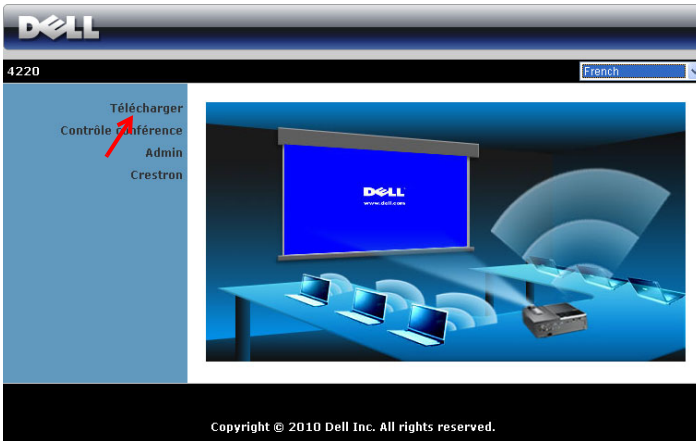 DELL
4220
French
Télécharger
Contrôle conférence
Admin
Crestron
DELL
www.dell.com
Copyright © 2010 Dell Inc. All rights reserved.